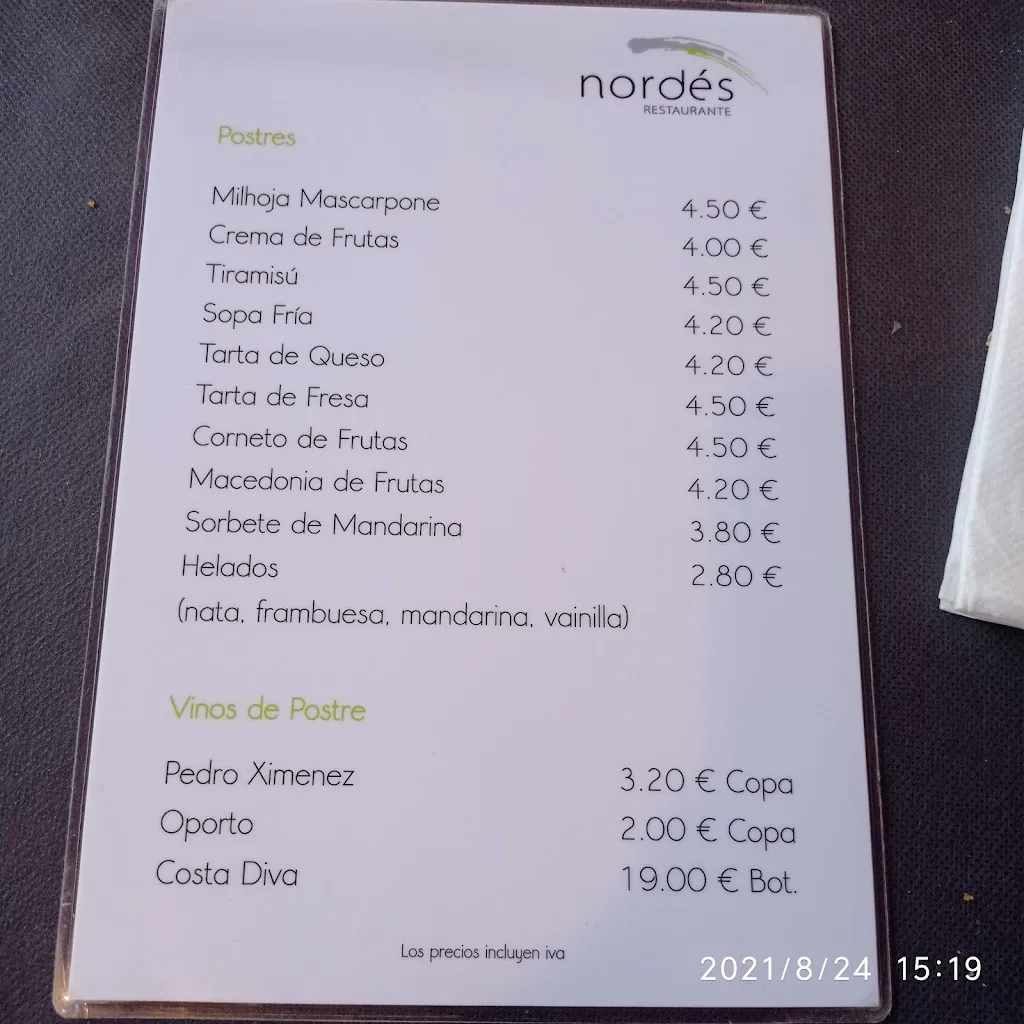 nordés
RESTAURANTE
Postres
Milhoja Mascarpone 4.50 €
Crema de Frutas 4.00 €
Tiramisú 4.50 €
Sopa Fría 4.20 €
Tarta de Queso 4.20 €
Tarta de Fresa 4.50 €
Corneto de Frutas 4.50 €
Macedonia de Frutas 4.20 €
Sorbete de Mandarina 3.80 €
Helados 2.80 €
(nata, frambuesa, mandarina, vainilla)
Vinos de Postre
Pedro Ximenez 3.20 € Copa
Oporto 2.00 € Copa
Costa Diva 19.00 € Bot.
Los precios incluyen iva
2021/8/24 15:19